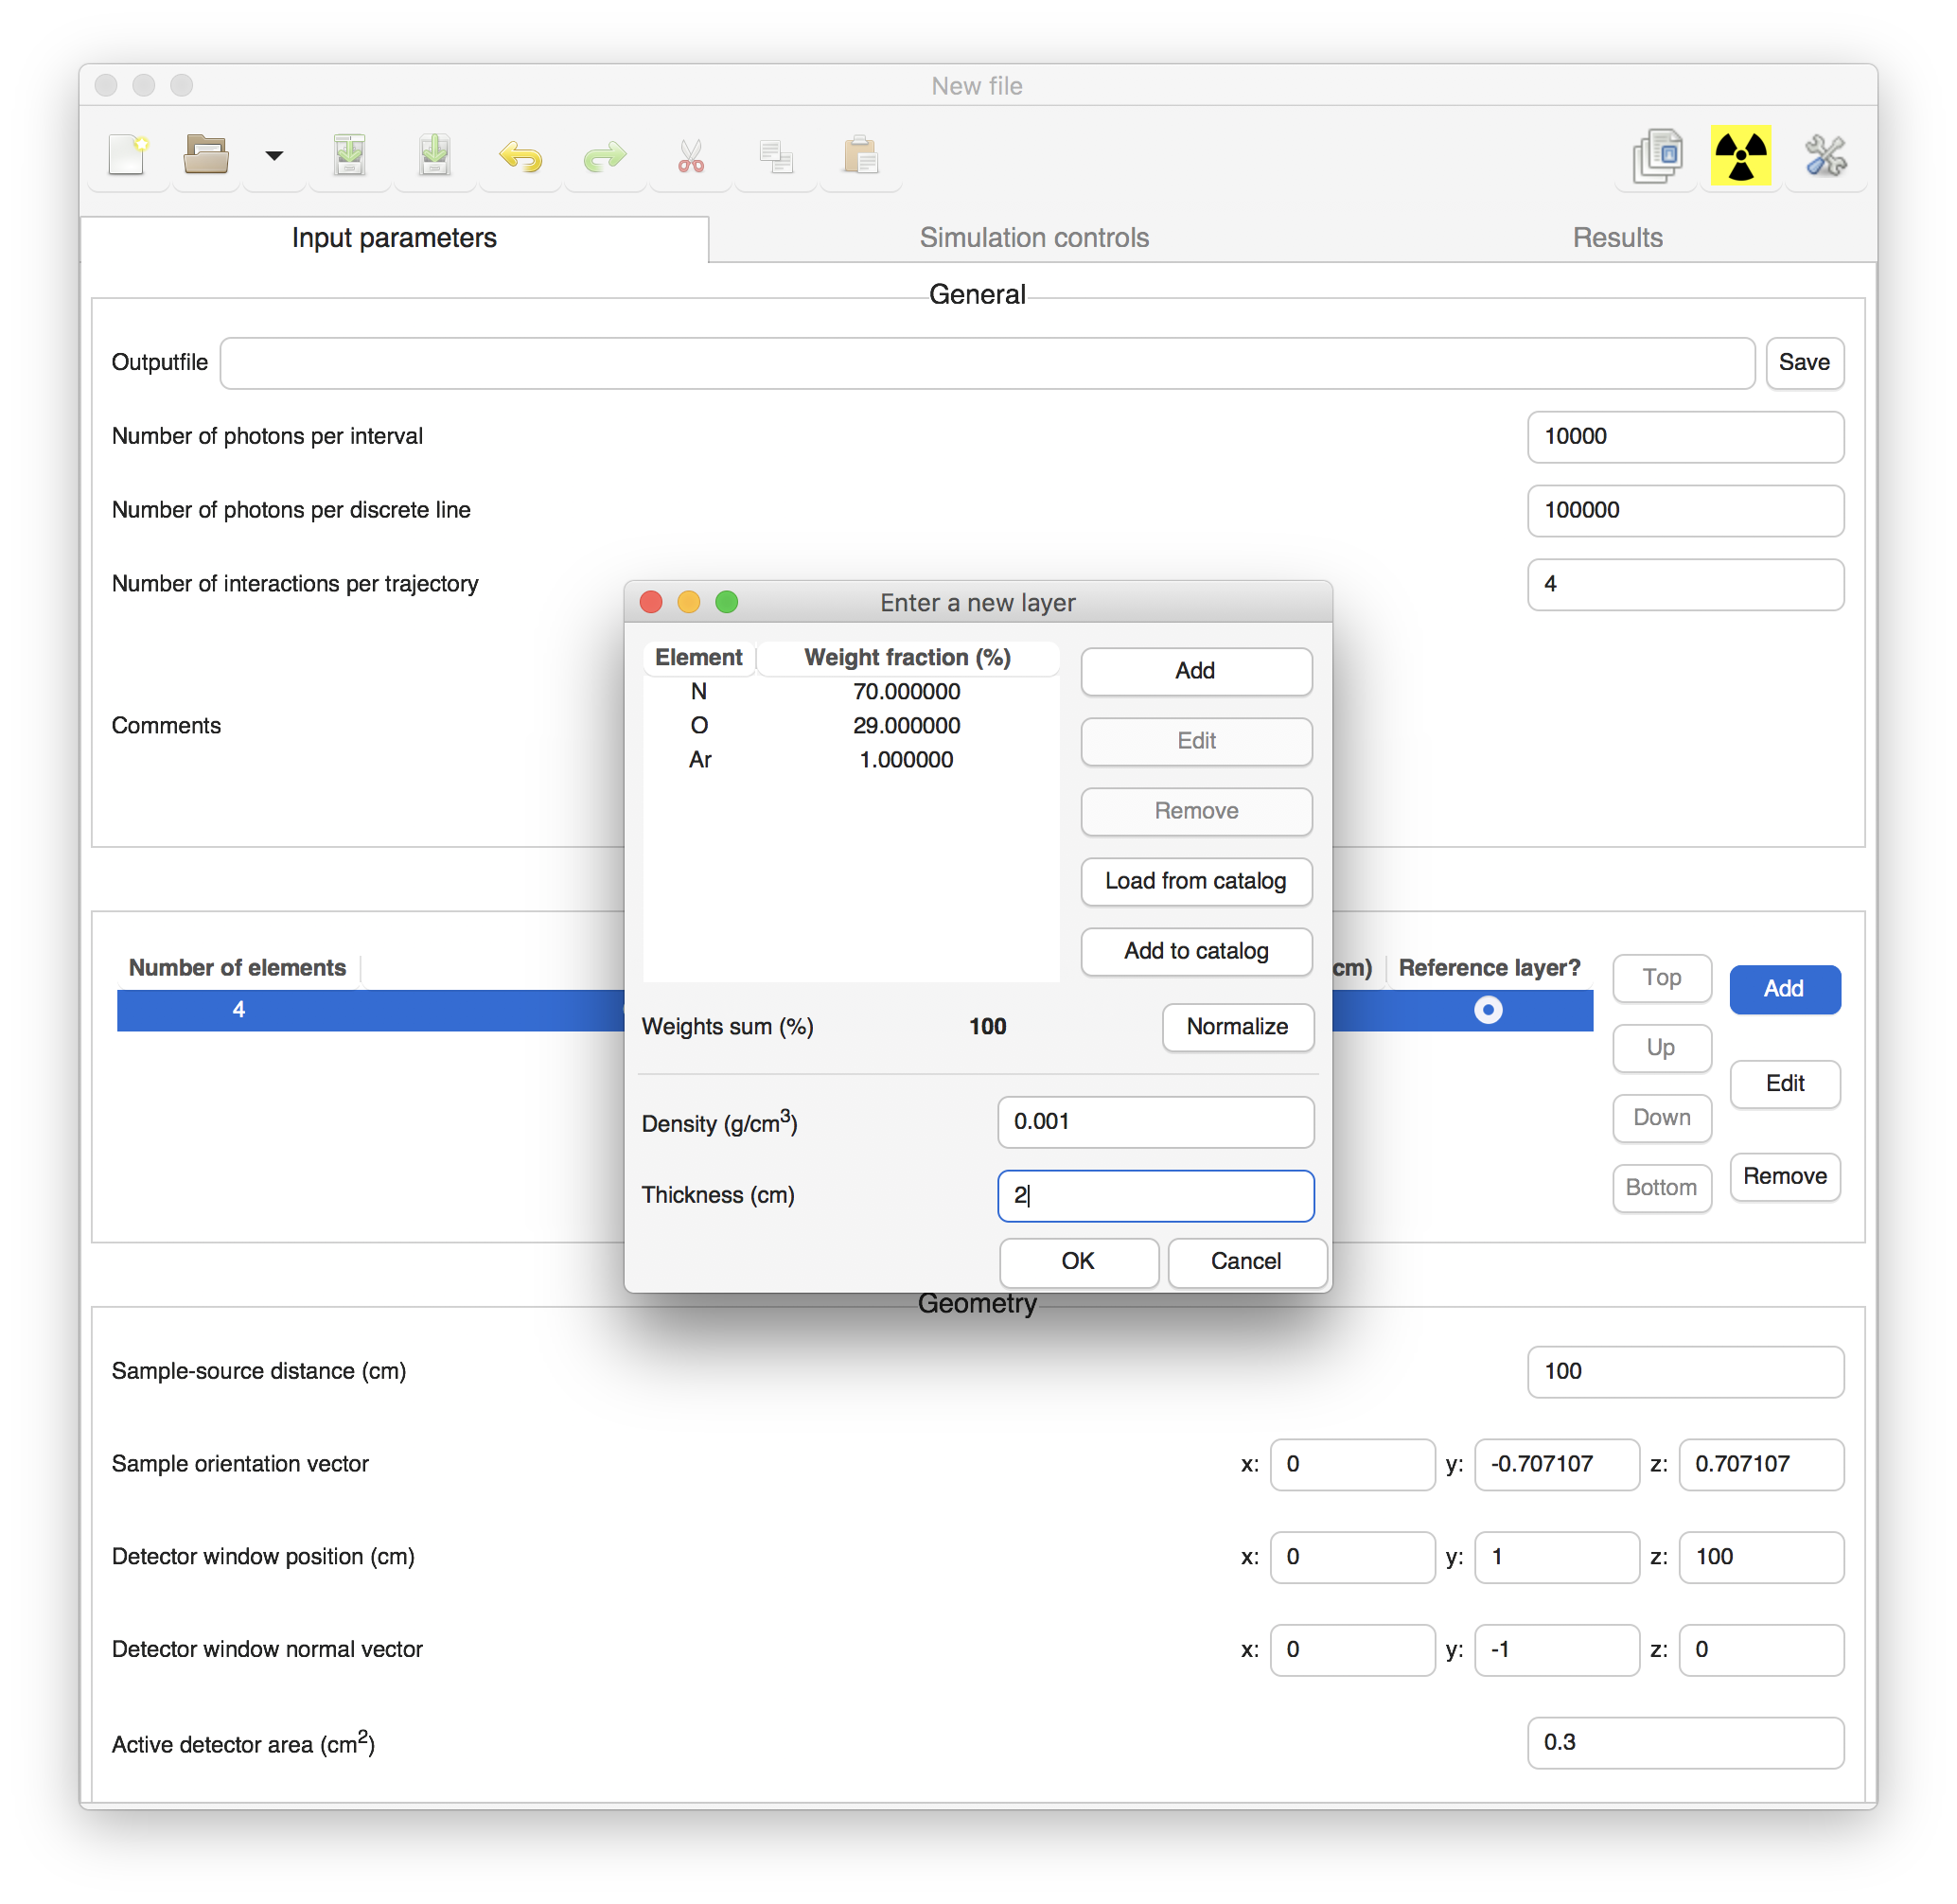 New file
Input parameters
Simulation controls
Results
General
Outputfile
Save
Number of photons per interval
10000
Number of photons per discrete line
100000
Number of interactions per trajectory
4
Comments
Enter a new layer
Element Weight fraction (%)
N 70.000000
O 29.000000
Ar 1.000000
Add
Edit
Remove
Load from catalog
Add to catalog
Weights sum (%) 100 Normalize
Density (g/cm³) 0.001
Thickness (cm) 2
OK Cancel
Number of elements cm) Reference layer?
4
Top
Up
Down
Bottom
Add
Edit
Remove
Geometry
Sample-source distance (cm) 100
Sample orientation vector x: 0 y: -0.707107 z: 0.707107
Detector window position (cm) x: 0 y: 1 z: 100
Detector window normal vector x: 0 y: -1 z: 0
Active detector area (cm²) 0.3